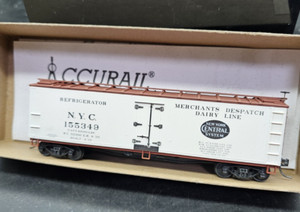 ACCURAIL®
REFRIGERATOR
N.Y.C.
155349
MERCHANTS DESPATCH
DAIRY LINE
NEW YORK
CENTRAL
SYSTEM